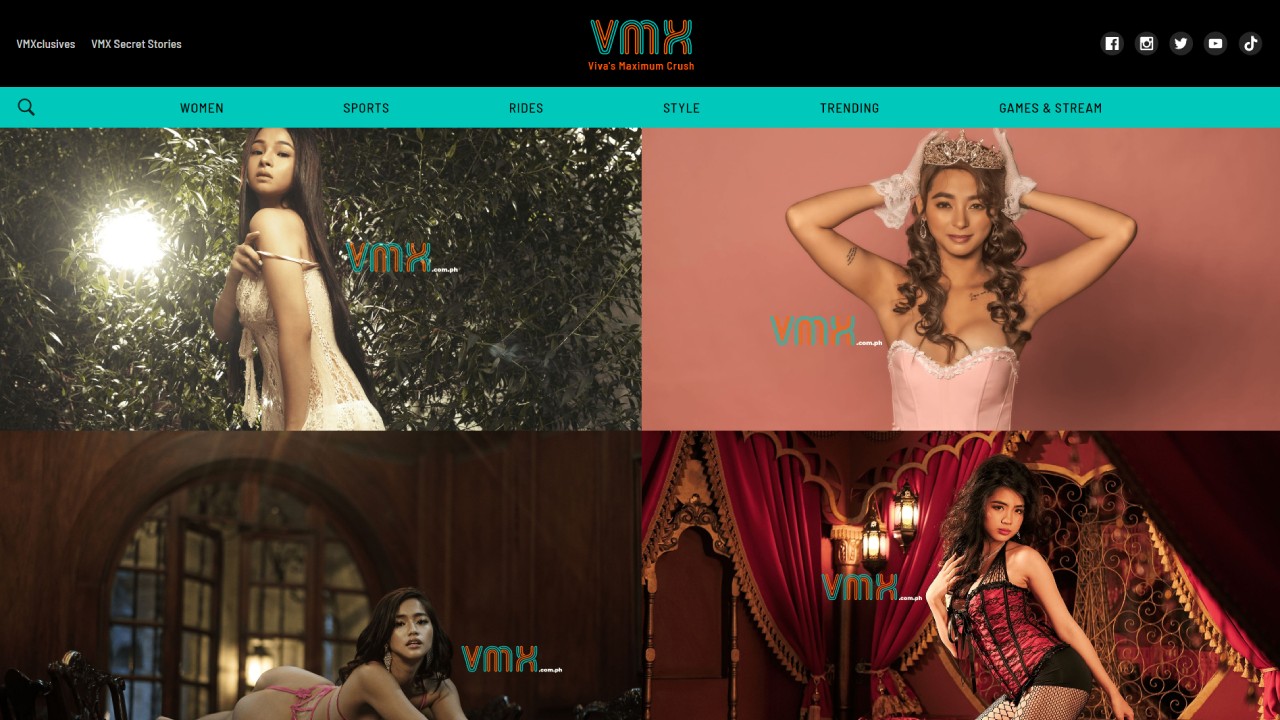 VMXclusives
VMX Secret Stories
VMX
Viva's Maximum Crush
WOMEN
SPORTS
RIDES
STYLE
TRENDING
GAMES & STREAM
VMX.com.ph
VMX.com.ph
VMX.com.ph
VMX.com.ph